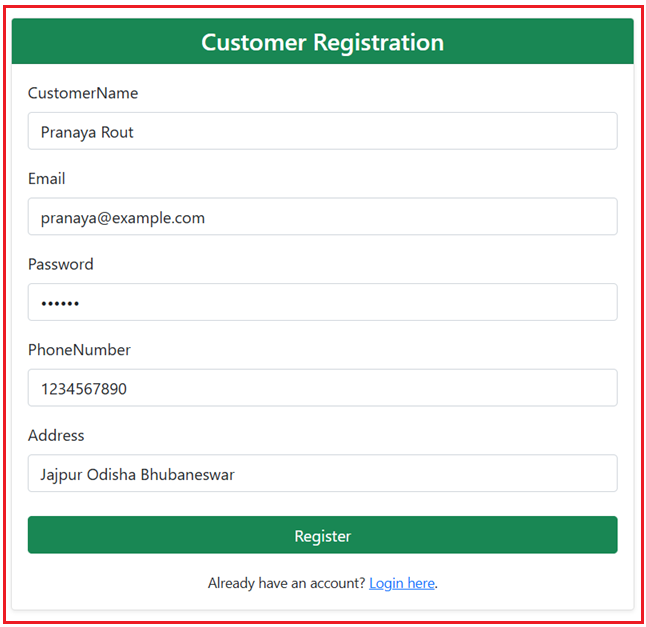 Customer Registration
CustomerName
Pranaya Rout
Email
pranaya@example.com
Password
••••••
PhoneNumber
1234567890
Address
Jajpur Odisha Bhubaneswar
Register
Already have an account? Login here.